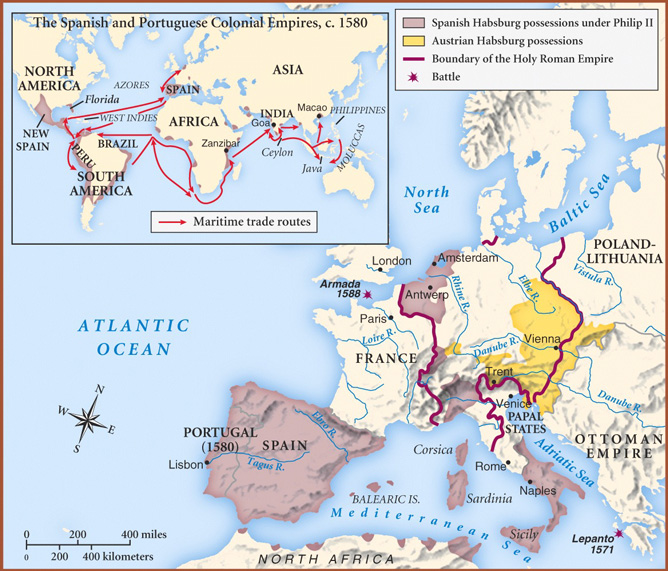 The Spanish and Portuguese Colonial Empires, c. 1580
NORTH
AMERICA
AZORES
ASIA
SPAIN
Florida
WEST INDIES
AFRICA
INDIA
Goa
Macao
PHILIPPINES
NEW
SPAIN
BRAZIL
Zanzibar
Ceylon
MOLUCCAS
PERU
Java
SOUTH
AMERICA
Maritime trade routes
Spanish Habsburg possessions under Philip II
Austrian Habsburg possessions
Boundary of the Holy Roman Empire
Battle
North
Sea
Baltic Sea
POLAND-
LITHUANIA
London
Amsterdam
Vistula R.
Armada
1588
Antwerp
Rhine R.
Elbe R.
Paris
ATLANTIC
OCEAN
Loire R.
Vienna
Danube R.
FRANCE
Trent
Danube R.
Venice
PAPAL
STATES
N
W
E
S
PORTUGAL
(1580)
SPAIN
Ebro R.
OTTOMAN
EMPIRE
Adriatic Sea
Corsica
Lisbon
Tagus R.
Rome
Naples
BALEARIC IS.
Sardinia
Mediterranean Sea
Sicily
Lepanto
1571
0 200 400 miles
0 200 400 kilometers
NORTH AFRICA